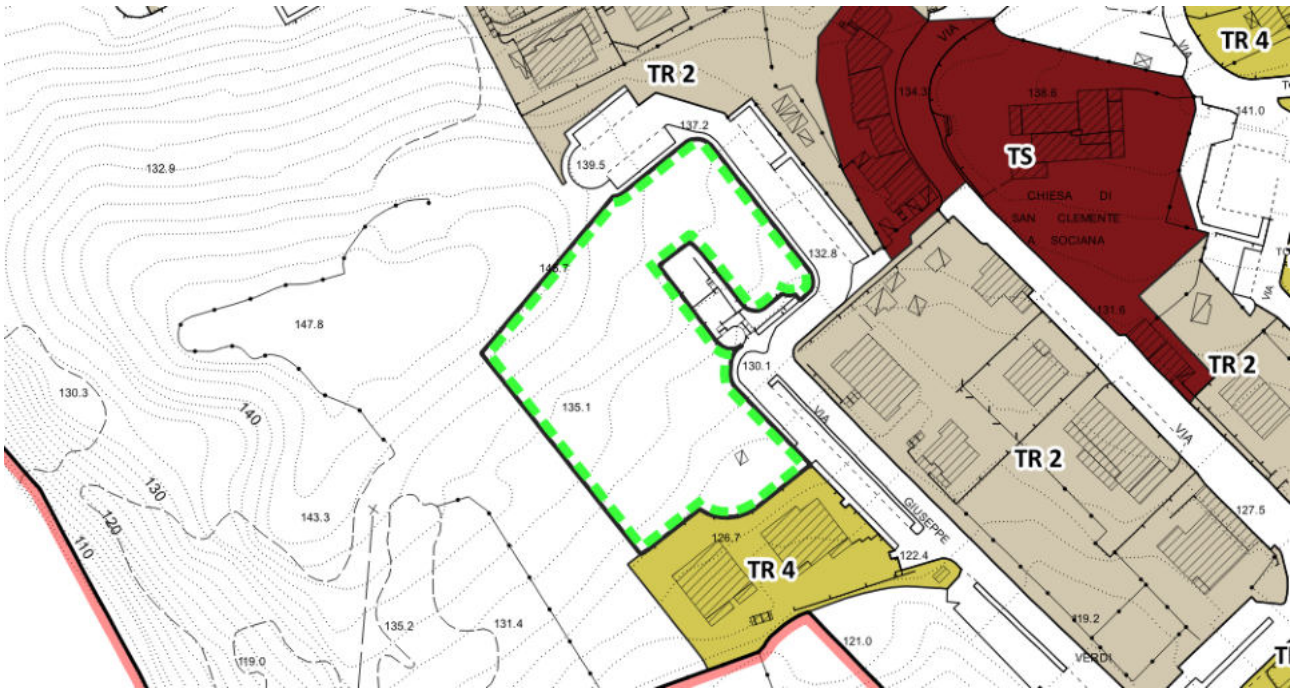 TR 4
VIA
VIA
TR 2
134.3
138.8
141.0
137.2
139.5
132.9
TS
CHIESA DI
SAN CLEMENTE
A SOCIANA
132.8
VIA
147.8
131.6
130.3
130.1
TR 2
135.1
140
VIA
VIA
TR 2
130
127.5
143.3
GIUSEPPE
120
126.7
110
122.4
TR 4
119.2
135.2
131.4
121.0
119.0
VERDI